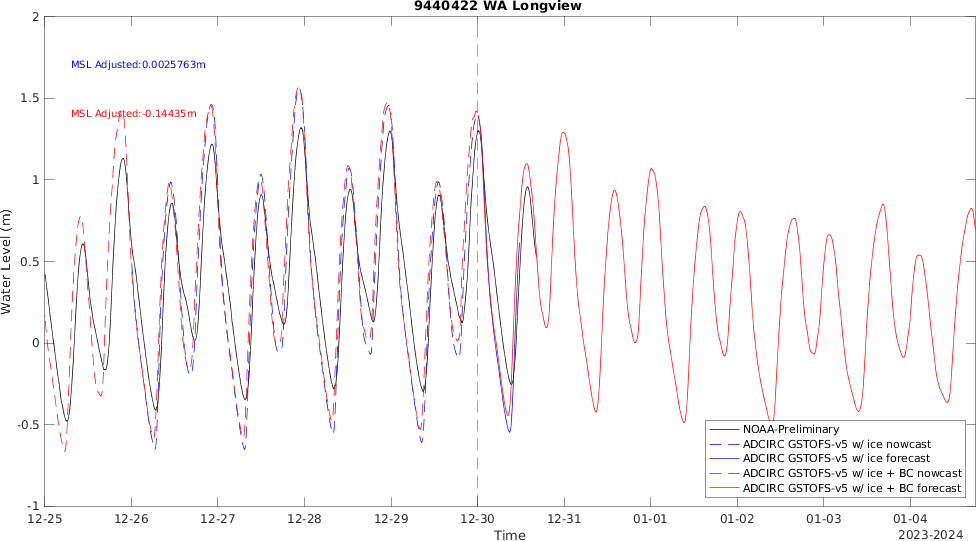 9440422 WA Longview
MSL Adjusted:0.0025763m
MSL Adjusted:-0.14435m
Water Level (m)
2
1.5
1
0.5
0
-0.5
-1
NOAA-Preliminary
ADCIRC GSTOFS-v5 w/ ice nowcast
ADCIRC GSTOFS-v5 w/ ice forecast
ADCIRC GSTOFS-v5 w/ ice + BC nowcast
ADCIRC GSTOFS-v5 w/ ice + BC forecast
12-25 12-26 12-27 12-28 12-29 12-30 12-31 01-01 01-02 01-03 01-04
Time
2023-2024